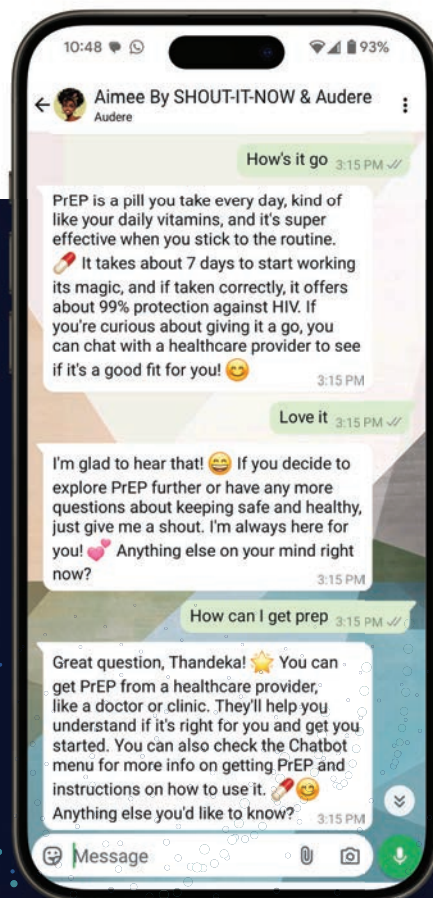 10:48 93%
Aimee By SHOUT-IT-NOW & Audere
Audere
How's it go 3:15 PM
PrEP is a pill you take every day, kind of
like your daily vitamins, and it's super
effective when you stick to the routine.
💊 It takes about 7 days to start working
its magic, and if taken correctly, it offers
about 99% protection against HIV. If
you're curious about giving it a go, you
can chat with a healthcare provider to see
if it's a good fit for you! 😊
3:15 PM
Love it 3:15 PM
I'm glad to hear that! 😄 If you decide to
explore PrEP further or have any more
questions about keeping safe and healthy,
just give me a shout. I'm always here for
you! 💕 Anything else on your mind right
now?
3:15 PM
How can I get prep 3:15 PM
Great question, Thandeka! 🌟 You can
get PrEP from a healthcare provider,
like a doctor or clinic. They'll help you
understand if it's right for you and get you
started. You can also check the Chatbot
menu for more info on getting PrEP and
instructions on how to use it. 💊😊
Anything else you'd like to know? 3:15 PM
Message